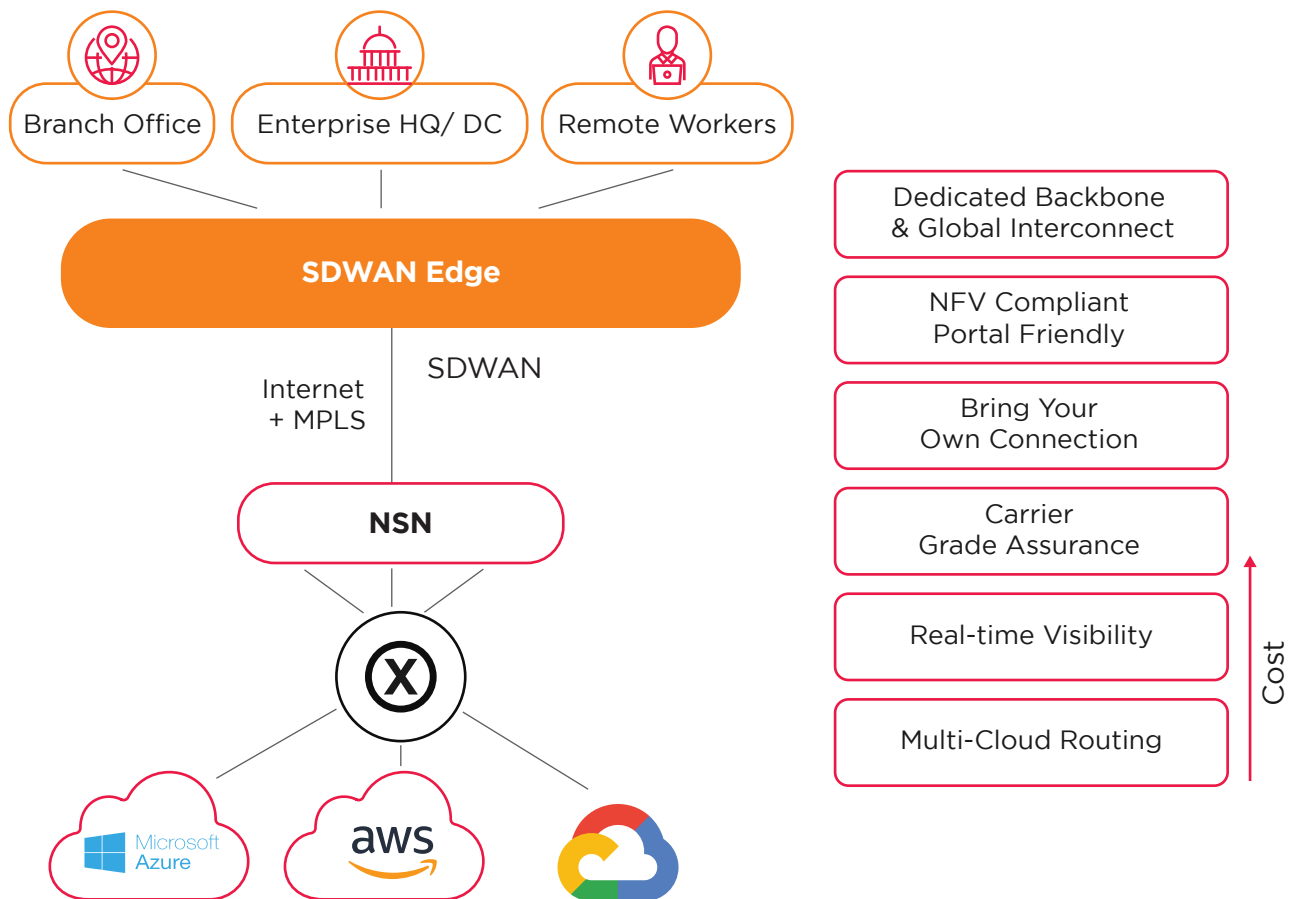 Branch Office
Enterprise HQ/ DC
Remote Workers
SDWAN Edge
SDWAN
Internet
+ MPLS
NSN
X
Microsoft
Azure
aws
Dedicated Backbone
& Global Interconnect
NFV Compliant
Portal Friendly
Bring Your
Own Connection
Carrier
Grade Assurance
Real-time Visibility
Multi-Cloud Routing
Cost